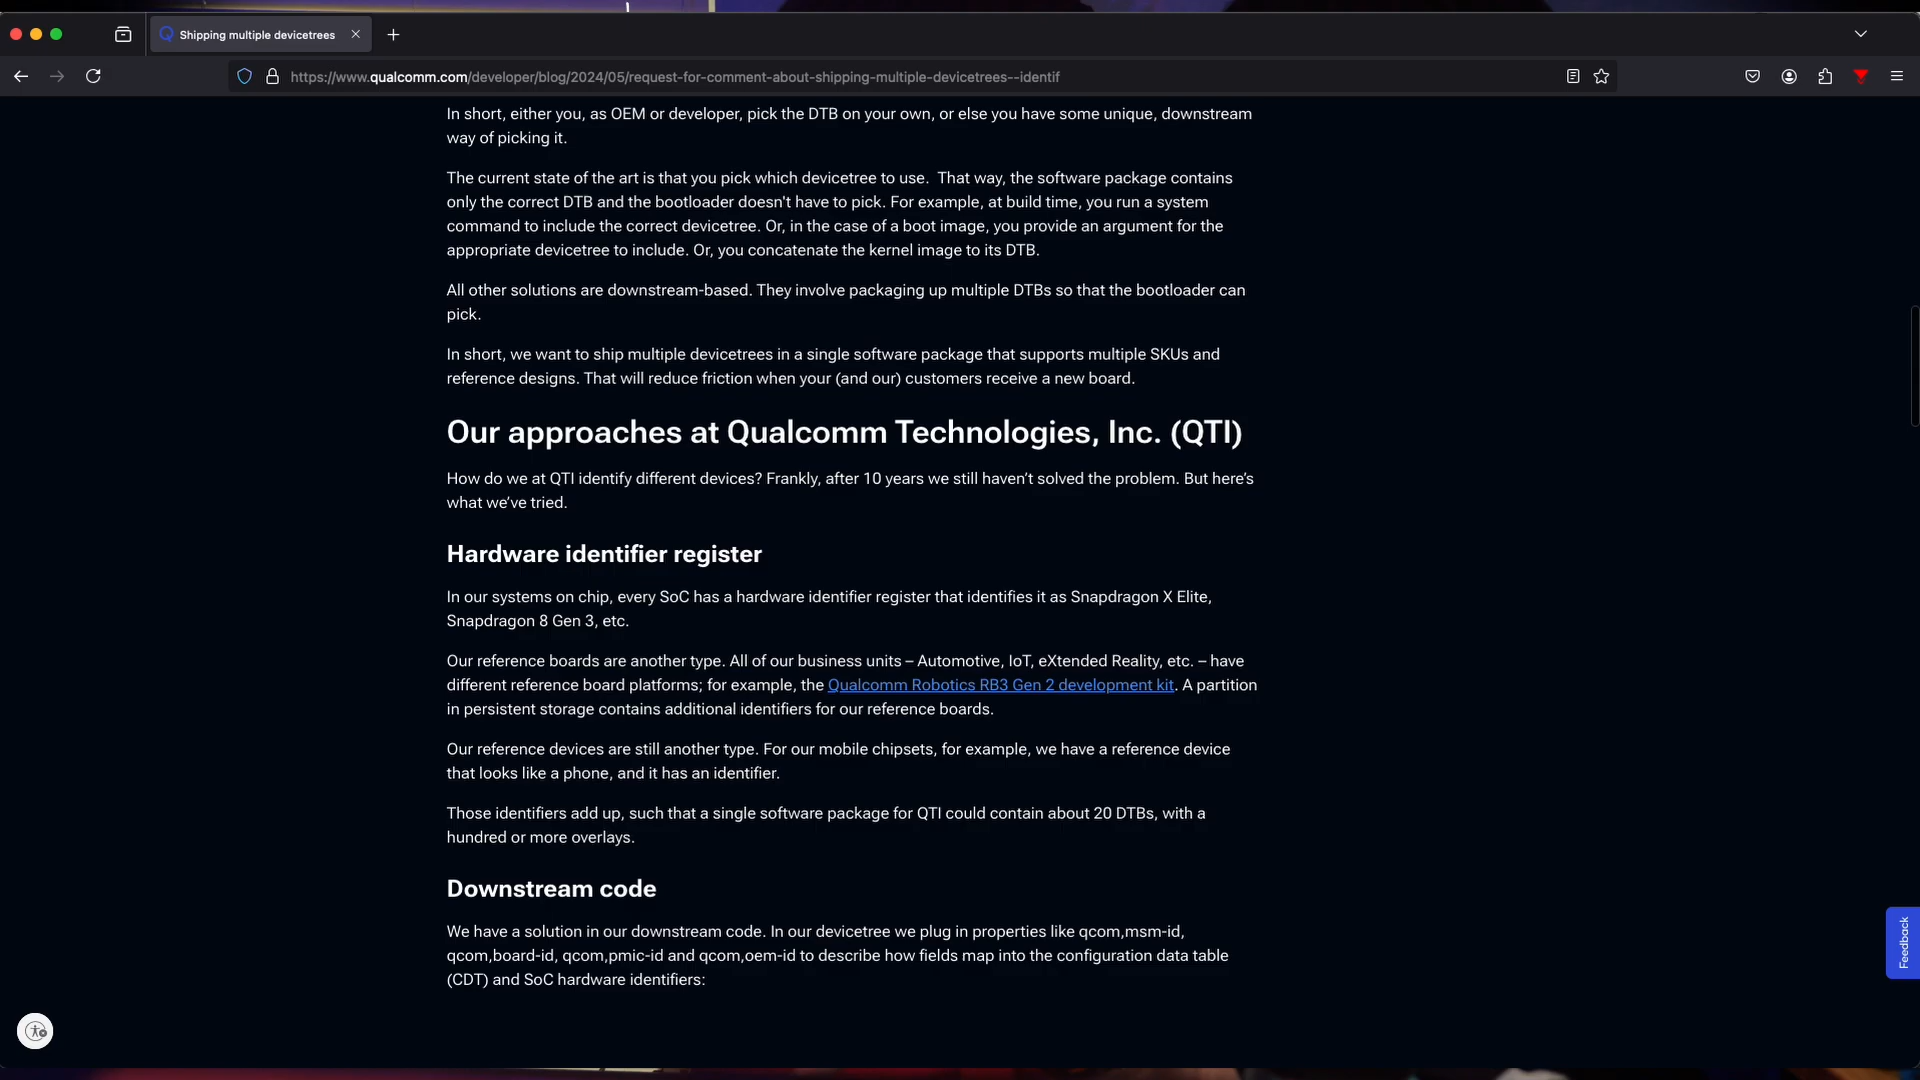 Shipping multiple devicetrees
https://www.qualcomm.com/developer/blog/2024/05/request-for-comment-about-shipping-multiple-devicetrees--identif
In short, either you, as OEM or developer, pick the DTB on your own, or else you have some unique, downstream
way of picking it.
The current state of the art is that you pick which devicetree to use.  That way, the software package contains
only the correct DTB and the bootloader doesn't have to pick. For example, at build time, you run a system
command to include the correct devicetree. Or, in the case of a boot image, you provide an argument for the
appropriate devicetree to include. Or, you concatenate the kernel image to its DTB.
All other solutions are downstream-based. They involve packaging up multiple DTBs so that the bootloader can
pick.
In short, we want to ship multiple devicetrees in a single software package that supports multiple SKUs and
reference designs. That will reduce friction when your (and our) customers receive a new board.
Our approaches at Qualcomm Technologies, Inc. (QTI)
How do we at QTI identify different devices? Frankly, after 10 years we still haven’t solved the problem. But here’s
what we’ve tried.
Hardware identifier register
In our systems on chip, every SoC has a hardware identifier register that identifies it as Snapdragon X Elite,
Snapdragon 8 Gen 3, etc.
Our reference boards are another type. All of our business units – Automotive, IoT, eXtended Reality, etc. – have
different reference board platforms; for example, the Qualcomm Robotics RB3 Gen 2 development kit. A partition
in persistent storage contains additional identifiers for our reference boards.
Our reference devices are still another type. For our mobile chipsets, for example, we have a reference device
that looks like a phone, and it has an identifier.
Those identifiers add up, such that a single software package for QTI could contain about 20 DTBs, with a
hundred or more overlays.
Downstream code
We have a solution in our downstream code. In our devicetree we plug in properties like qcom,msm-id,
qcom,board-id, qcom,pmic-id and qcom,oem-id to describe how fields map into the configuration data table
(CDT) and SoC hardware identifiers:
Feedback